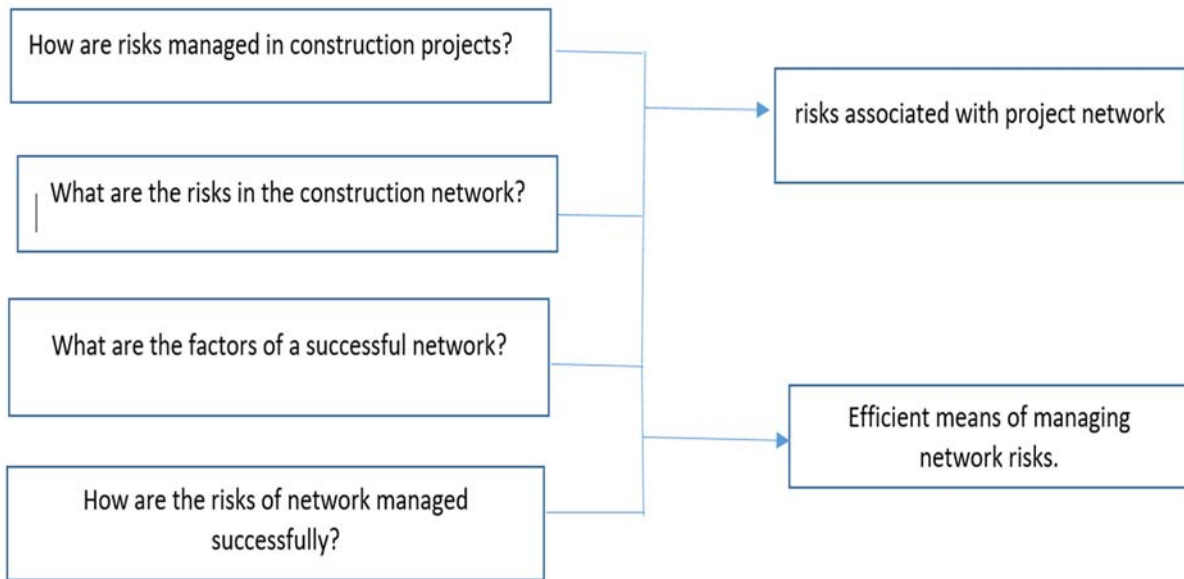 How are risks managed in construction projects?
What are the risks in the construction network?
What are the factors of a successful network?
How are the risks of network managed
successfully?
risks associated with project network
Efficient means of managing
network risks.